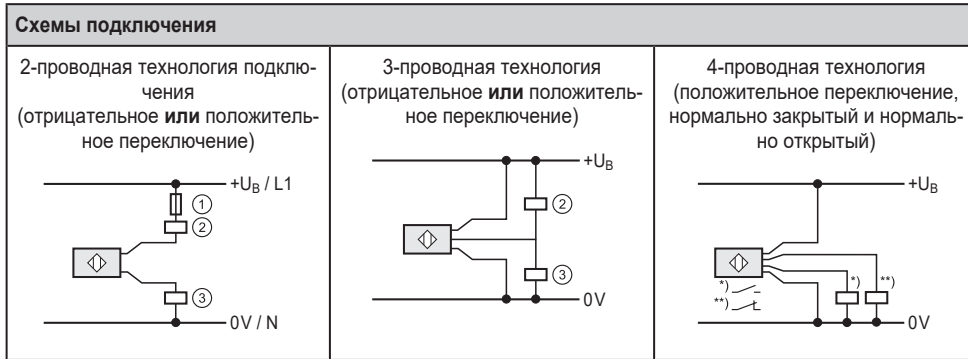 Схемы подключения
2-проводная технология подклю-
чения
(отрицательное или положитель-
ное переключение)
+UB / L1
1
2
3
0V / N
3-проводная технология
(отрицательное или положитель-
ное переключение)
+UB
2
3
0V
4-проводная технология
(положительное переключение,
нормально закрытый и нормаль-
но открытый)
+UB
*)
**)
*)
**)
0V